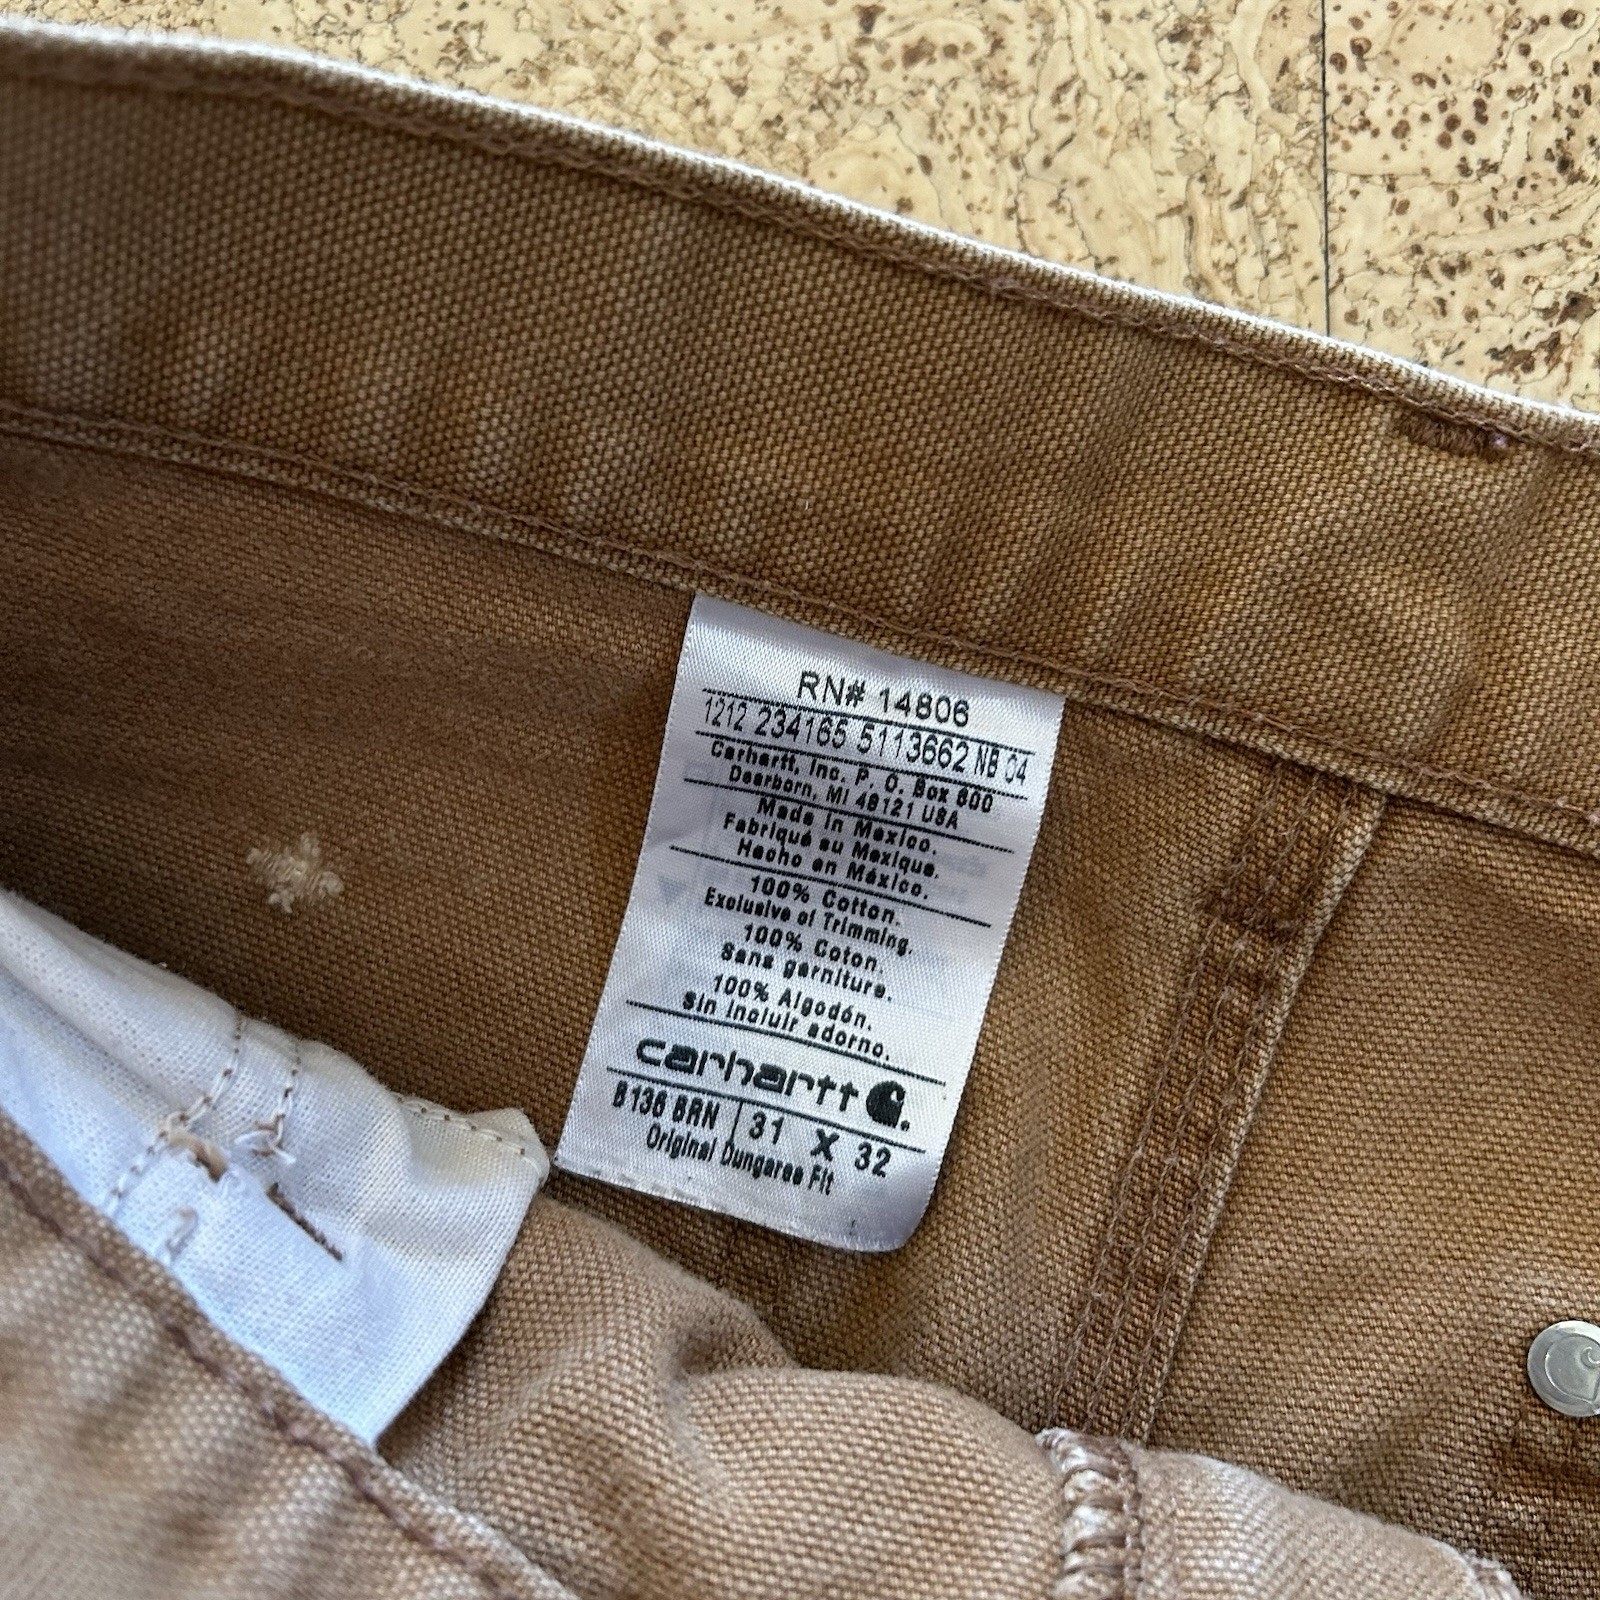 RN# 14806
1212 234165 5113662 NB 04
Carhartt, Inc. P. O. Box 600
Dearborn, MI 48121 USA
Made in Mexico.
Fabriqué au Mexique.
Hecho en México.
100% Cotton.
Exclusive of Trimming.
100% Coton.
Sans garniture.
100% Algodón.
Sin incluir adorno.
carhartt
B136 BRN 31 X 32
Original Dungaree Fit